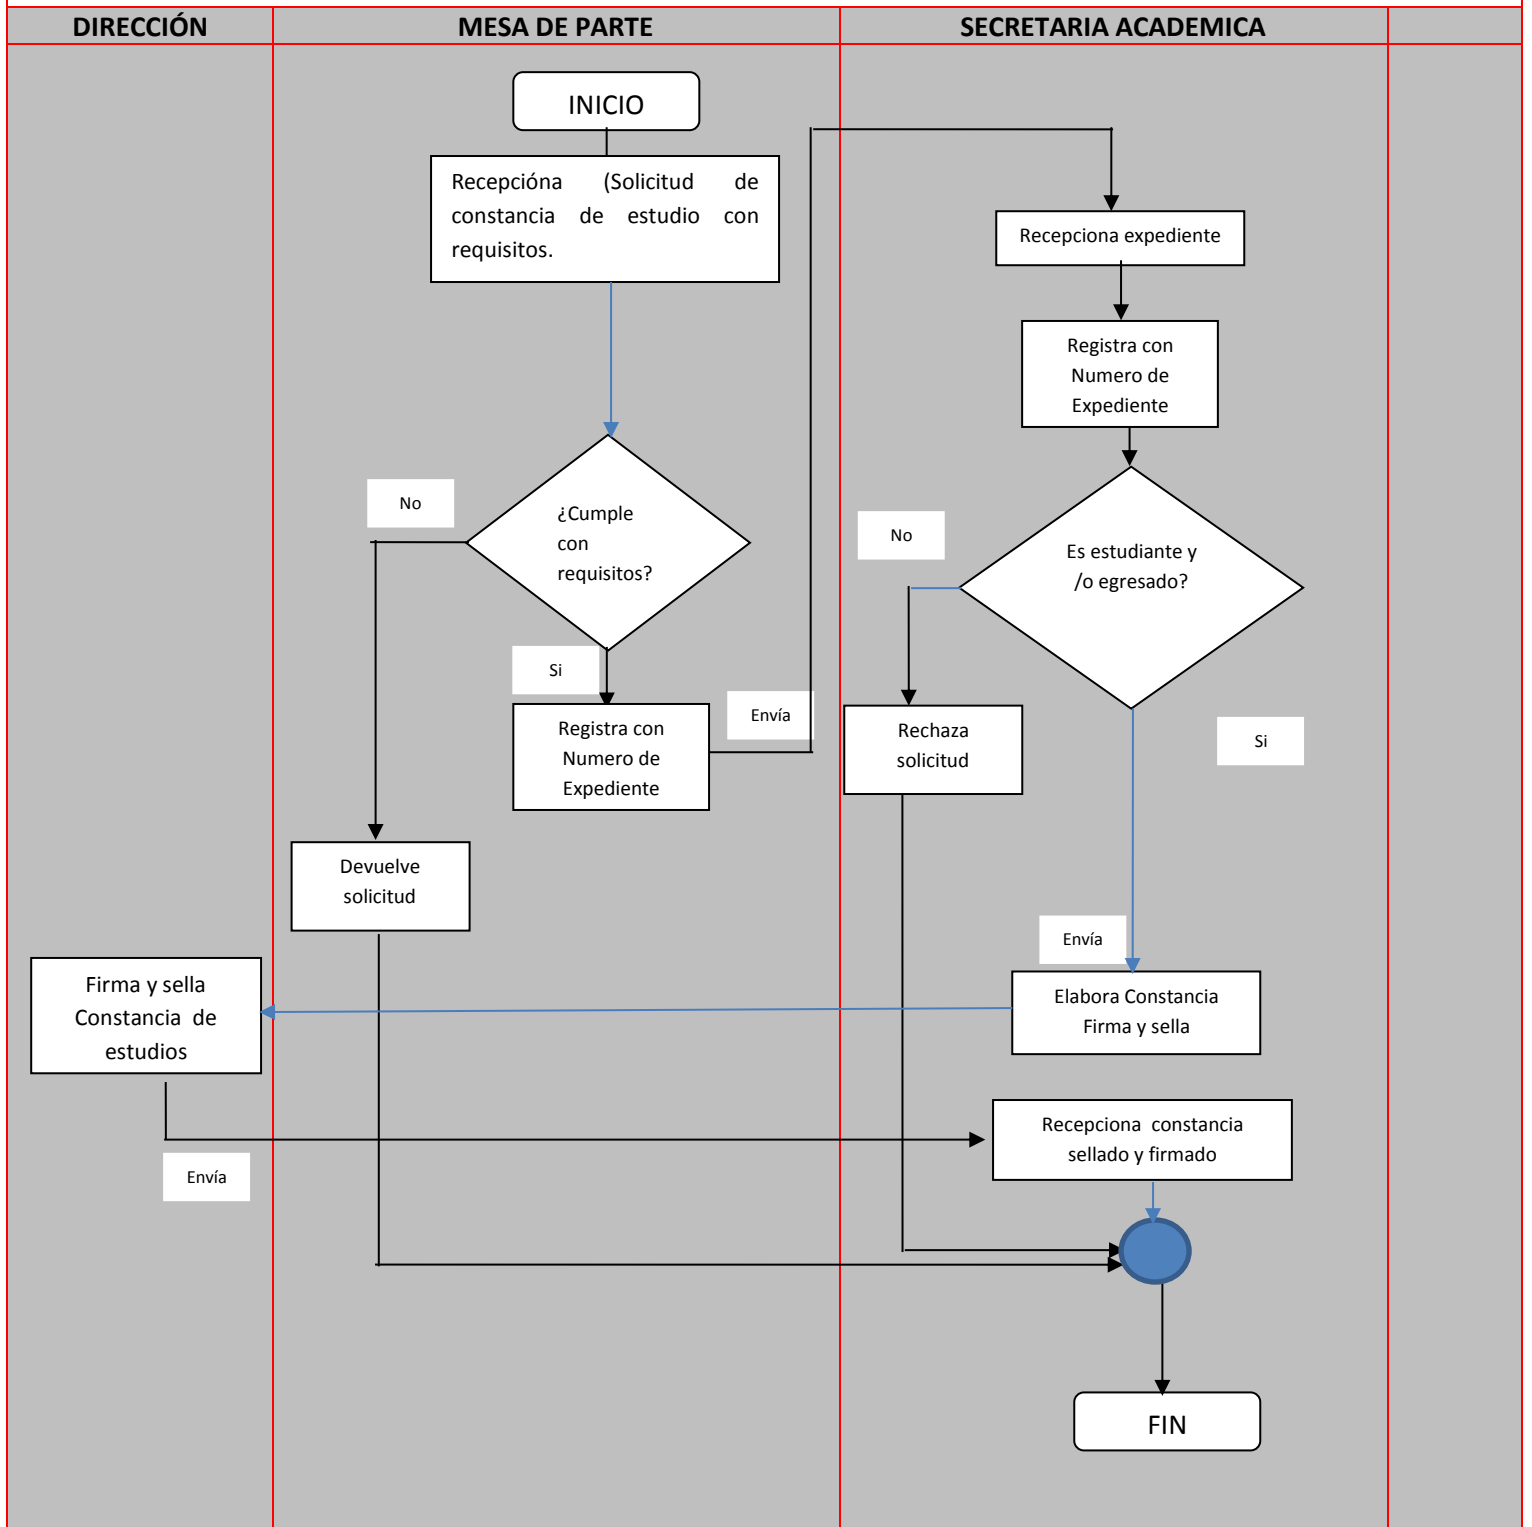 DIRECCIÓN
MESA DE PARTE
SECRETARIA ACADEMICA
INICIO
Recepcióna (Solicitud de
constancia de estudio con
requisitos.
¿Cumple
con
requisitos?
No
Si
Registra con
Numero de
Expediente
Envía
Devuelve
solicitud
Recepciona expediente
Registra con
Numero de
Expediente
Es estudiante y
/o egresado?
No
Rechaza
solicitud
Si
Envía
Elabora Constancia
Firma y sella
Firma y sella
Constancia de
estudios
Envía
Recepciona constancia
sellado y firmado
FIN